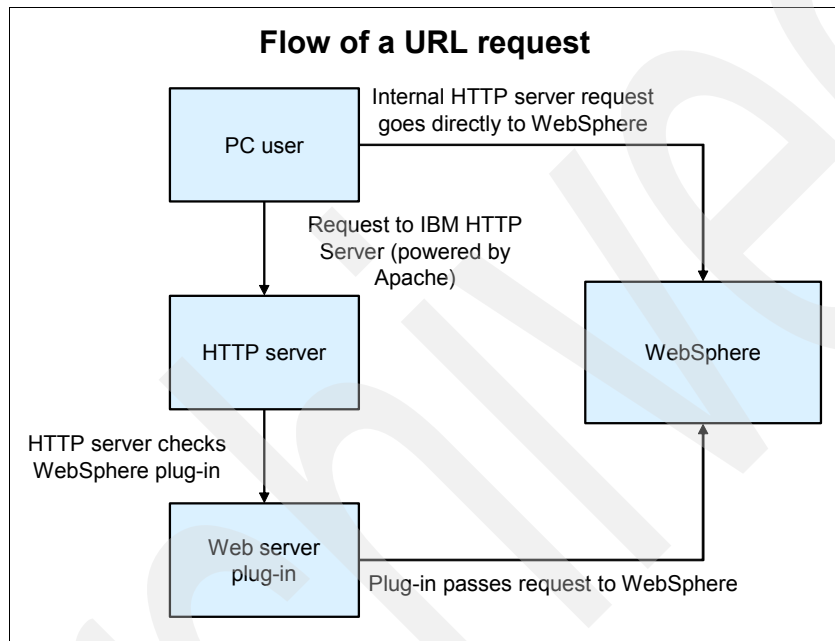 Flow of a URL request
Internal HTTP server request
goes directly to WebSphere
PC user
Request to IBM HTTP
Server (powered by
Apache)
HTTP server
WebSphere
HTTP server checks
WebSphere plug-in
Web server
plug-in
Plug-in passes request to WebSphere